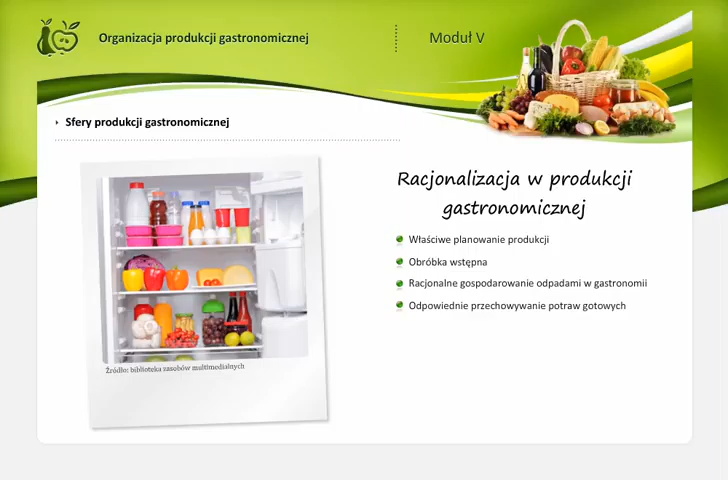 Organizacja produkcji gastronomicznej
Moduł V
Sfery produkcji gastronomicznej
Racjonalizacja w produkcji
gastronomicznej
Właściwe planowanie produkcji
Obróbka wstępna
Racjonalne gospodarowanie odpadami w gastronomii
Odpowiednie przechowywanie potraw gotowych
Źródło: biblioteka zasobów multimedialnych